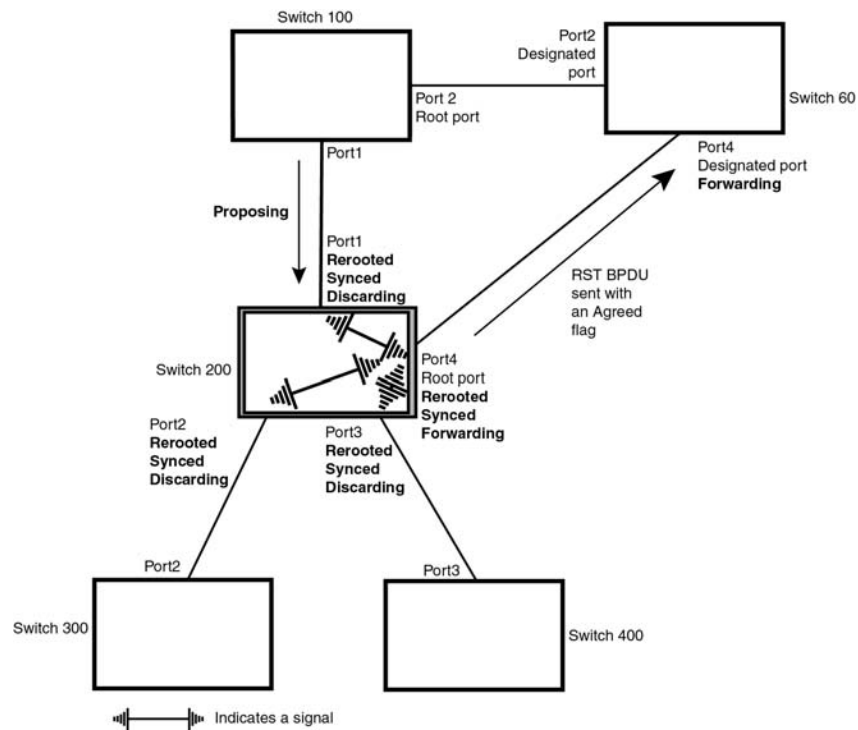 Switch 100
Port2
Designated
port
Port 2
Root port
Switch 60
Port1
Port4
Designated port
Forwarding
Proposing
Port1
Rerooted
Synced
Discarding
RST BPDU
sent with
an Agreed
flag
Switch 200
Port4
Root port
Rerooted
Synced
Forwarding
Port2
Rerooted
Synced
Discarding
Port3
Rerooted
Synced
Discarding
Port2
Port3
Switch 300
Switch 400
Indicates a signal